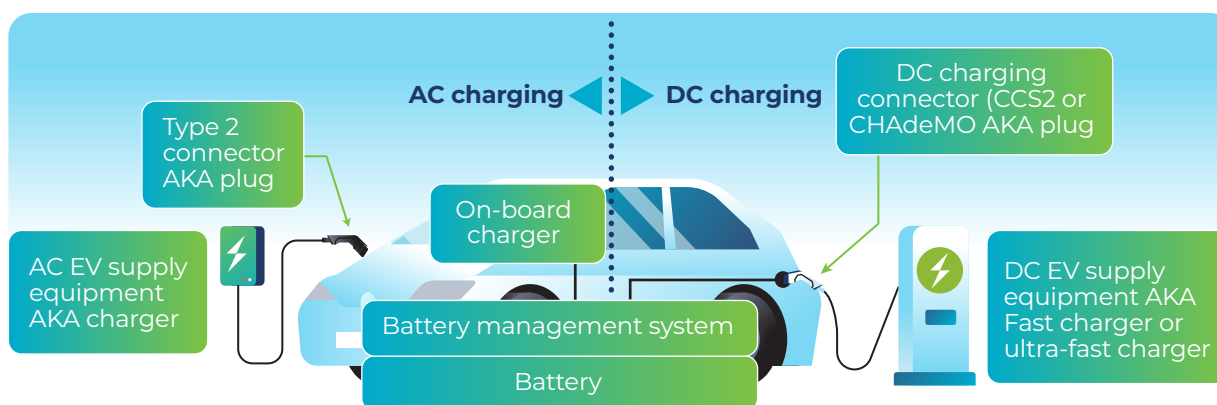 AC charging
DC charging
Type 2
connector
AKA plug
DC charging
connector (CCS2 or
CHAdeMO AKA plug
On-board
charger
AC EV supply
equipment
AKA charger
DC EV supply
equipment AKA
Fast charger or
ultra-fast charger
Battery management system
Battery